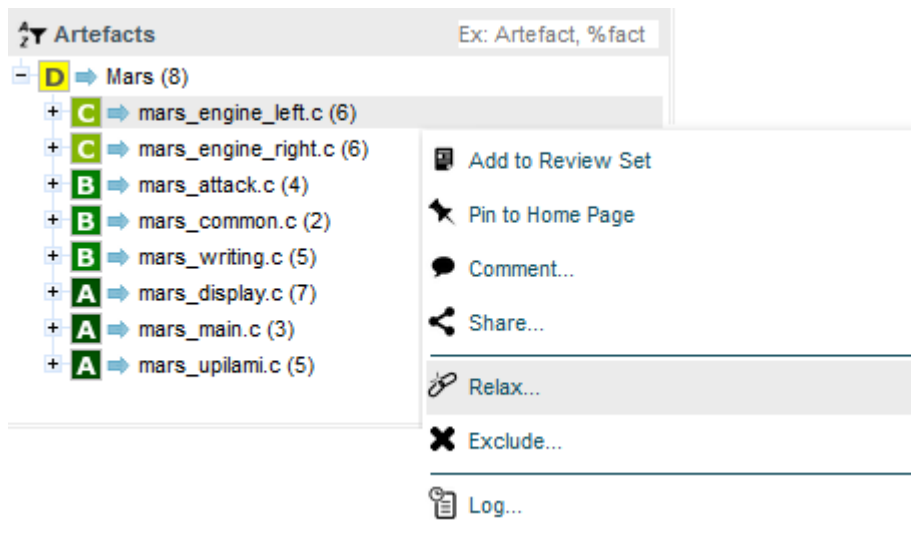 A Z Artefacts Ex: Artefact, %fact
D Mars (8)
C mars_engine_left.c (6)
C mars_engine_right.c (6)
B mars_attack.c (4)
B mars_common.c (2)
B mars_writing.c (5)
A mars_display.c (7)
A mars_main.c (3)
A mars_upilami.c (5)
Add to Review Set
Pin to Home Page
Comment...
Share...
Relax...
Exclude...
Log...